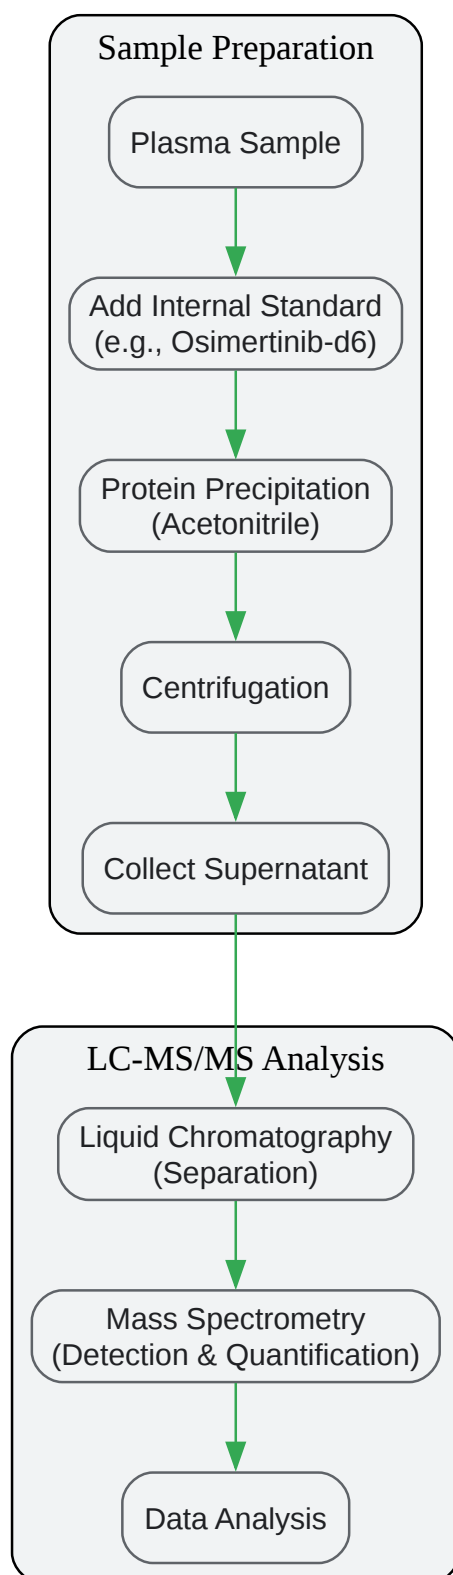 Sample Preparation
Plasma Sample
Add Internal Standard
(e.g., Osimertinib-d6)
Protein Precipitation
(Acetonitrile)
Centrifugation
Collect Supernatant
LC-MS/MS Analysis
Liquid Chromatography
(Separation)
Mass Spectrometry
(Detection & Quantification)
Data Analysis